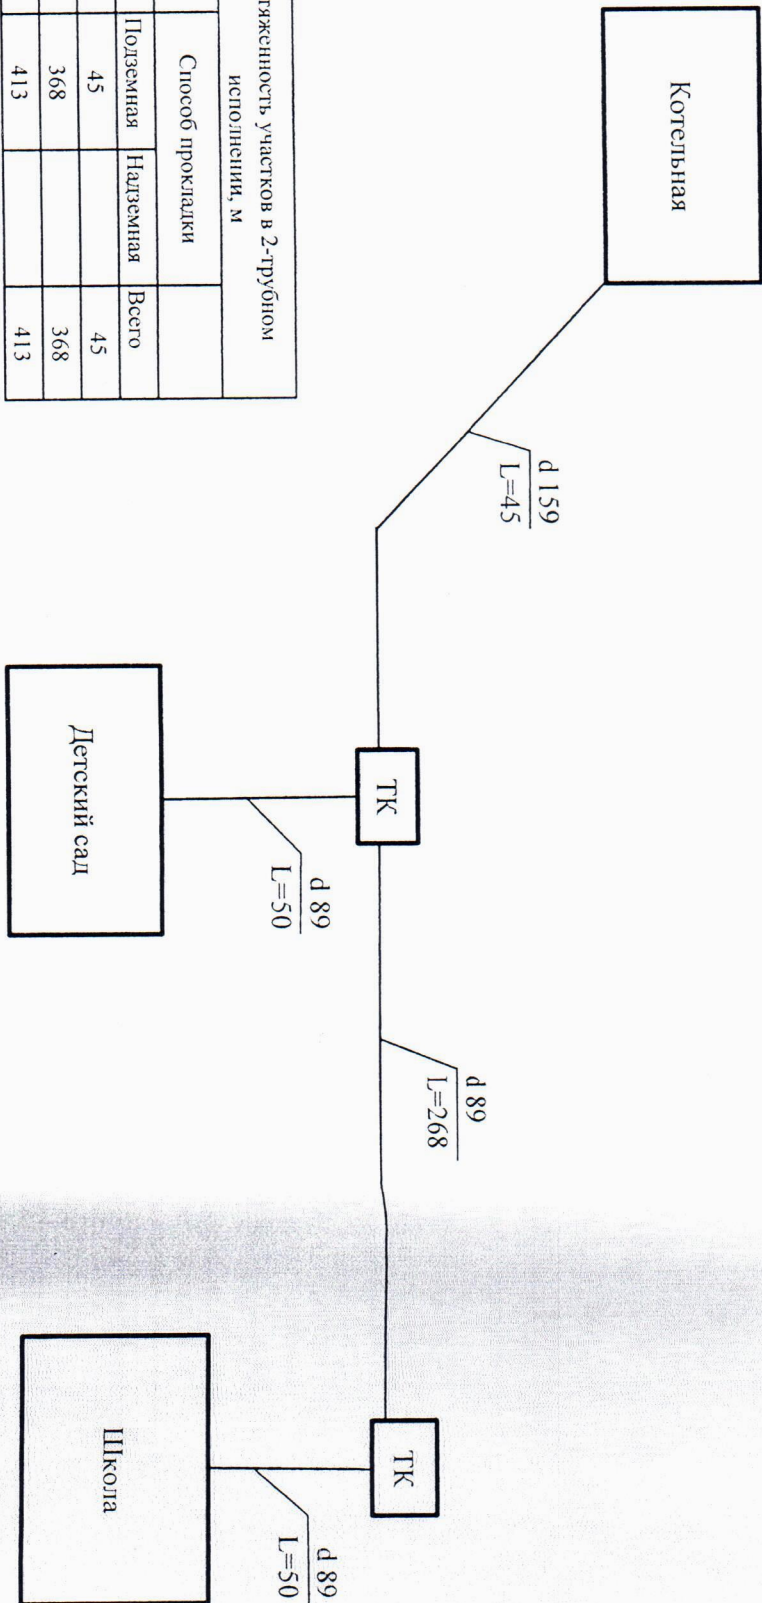 Котельная
d 159
L=45
ТК
d 89
L=268
ТК
d 89
L=50
d 89
L=50
Детский сад
Школа
исполнении, м
участков в 2-трубном
Способ прокладки
Подземная Надземная Всего
45 45
368 368
413 413